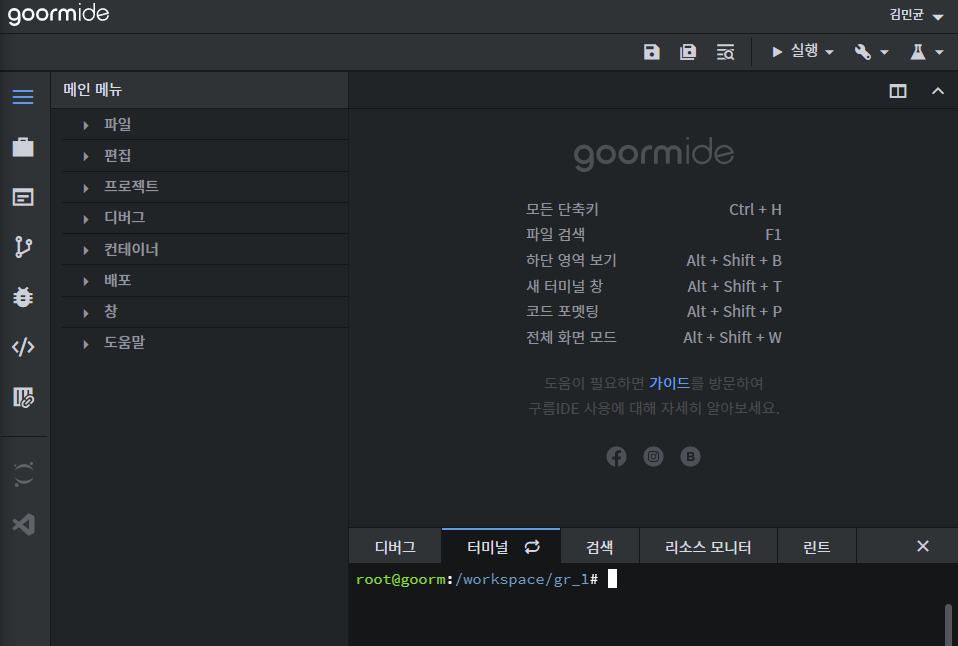 goormide
김민균
실행
메인 메뉴
파일
편집
프로젝트
디버그
컨테이너
배포
창
도움말
goormide
모든 단축키 Ctrl + H
파일 검색 F1
하단 영역 보기 Alt + Shift + B
새 터미널 창 Alt + Shift + T
코드 포멧팅 Alt + Shift + P
전체 화면 모드 Alt + Shift + W
도움이 필요하면 가이드를 방문하여
구름IDE 사용에 대해 자세히 알아보세요.
디버그 터미널 검색 리소스 모니터 린트
root@goorm:/workspace/gr_l#